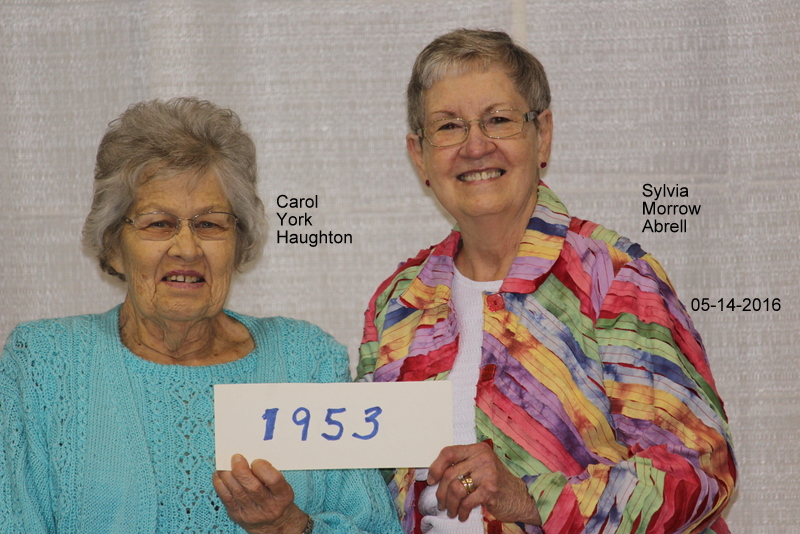 Carol
York
Haughton
Sylvia
Morrow
Abrell
05-14-2016
1953